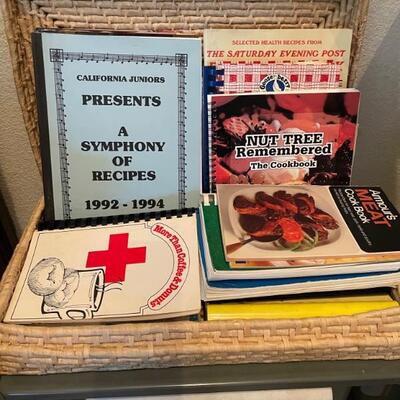 CALIFORNIA JUNIORS
PRESENTS
A
SYMPHONY
OF
RECIPES
1992 - 1994
SELECTED HEALTH RECIPES FROM
THE SATURDAY EVENING POST
NUT TREE
Remembered
The Cookbook
Armour's
MEAT
Cook Book
More Than Coffee & Donuts